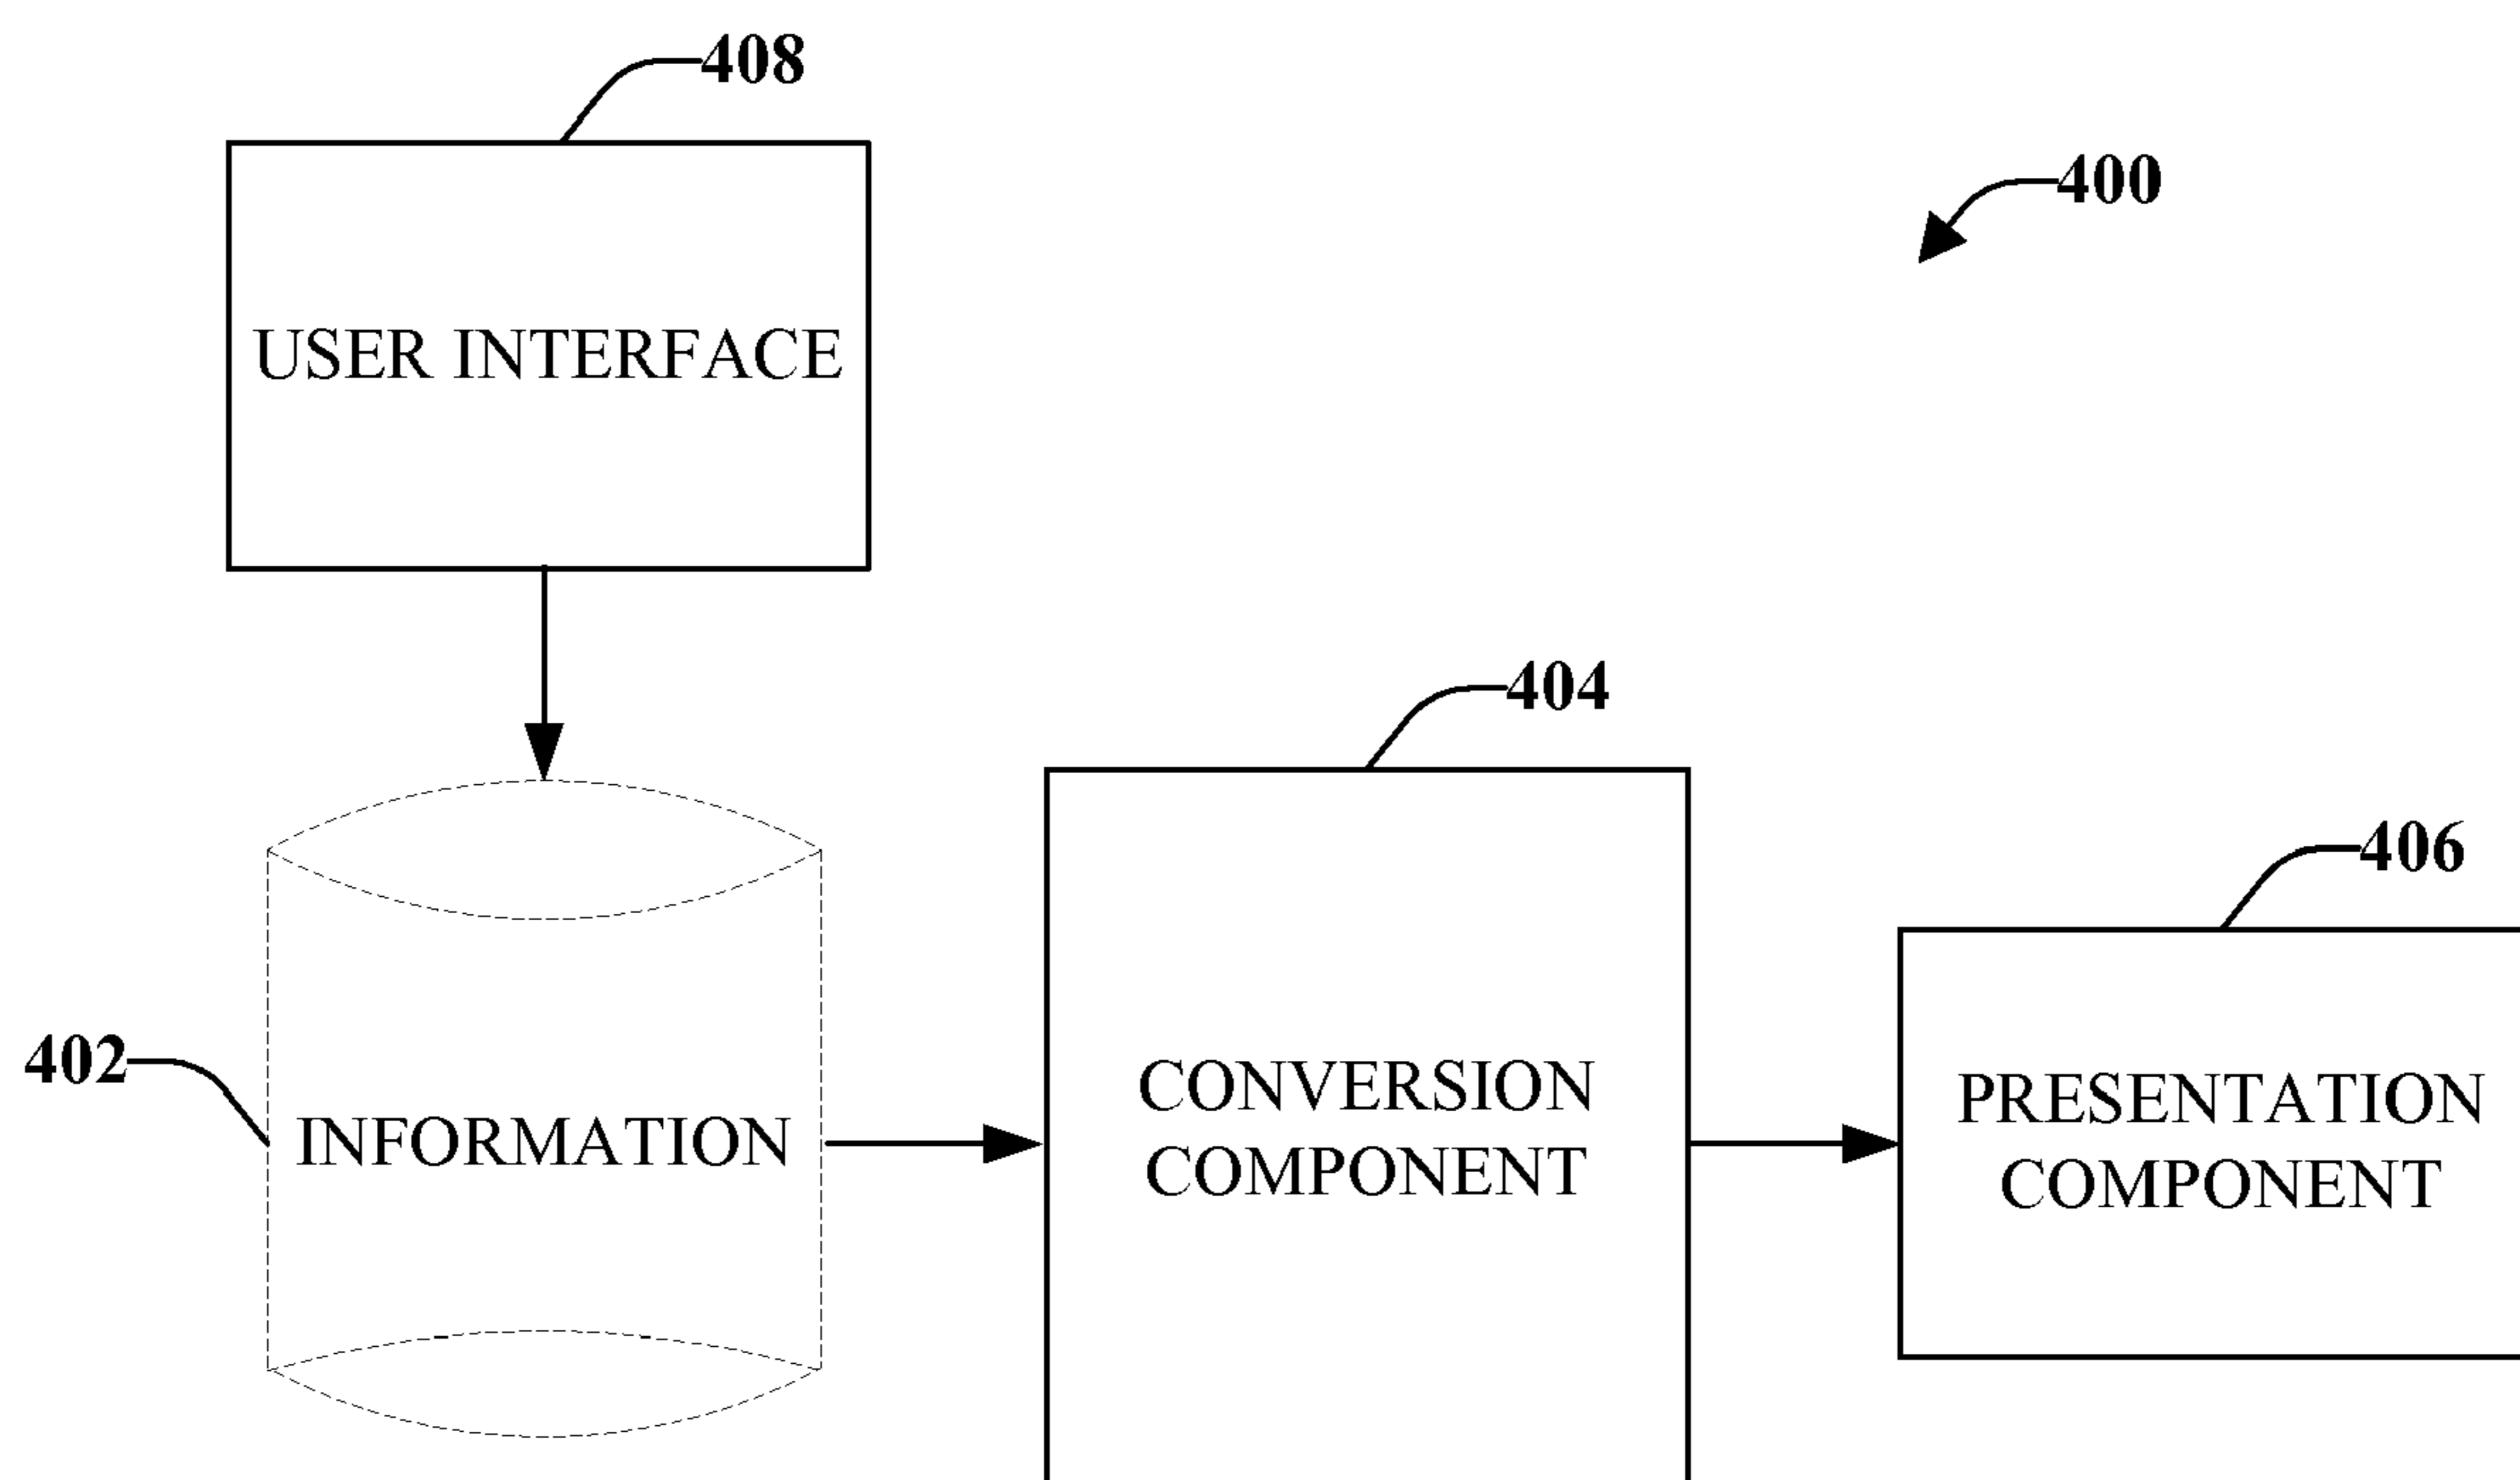 408
400
USER INTERFACE
404
406
402
INFORMATION
CONVERSION
COMPONENT
PRESENTATION
COMPONENT